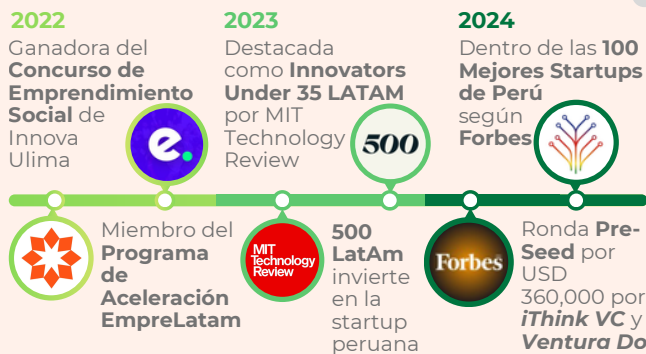 2022
Ganadora del
Concurso de
Emprendimiento
Social de
Innova
Ulima
e.
Miembro del
Programa
de
Aceleración
EmpreLatam
2023
Destacada
como Innovators
Under 35 LATAM
por MIT
Technology
Review
MIT
Technology
Review
500
500
LatAm
invierte
en la
startup
peruana
2024
Dentro de las 100
Mejores Startups
de Perú
según
Forbes
Forbes
Ronda Pre-
Seed por
USD
360,000 por
iThink VC y
Ventura Do